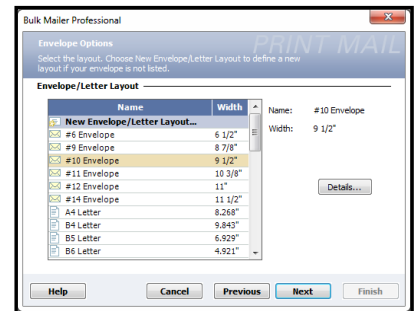 Bulk Mailer Professional
Envelope Options
PRINT MAIL
Select the layout. Choose New Envelope/Letter Layout to define a new
layout if your envelope is not listed.
Envelope/Letter Layout
Name Width
New Envelope/Letter Layout...
#6 Envelope 6 1/2"
#9 Envelope 8 7/8"
#10 Envelope 9 1/2"
#11 Envelope 10 3/8"
#12 Envelope 11"
#14 Envelope 11 1/2"
A4 Letter 8.268"
B4 Letter 9.843"
B5 Letter 6.929"
B6 Letter 4.921"
Name: #10 Envelope
Width: 9 1/2"
Details...
Help Cancel Previous Next Finish